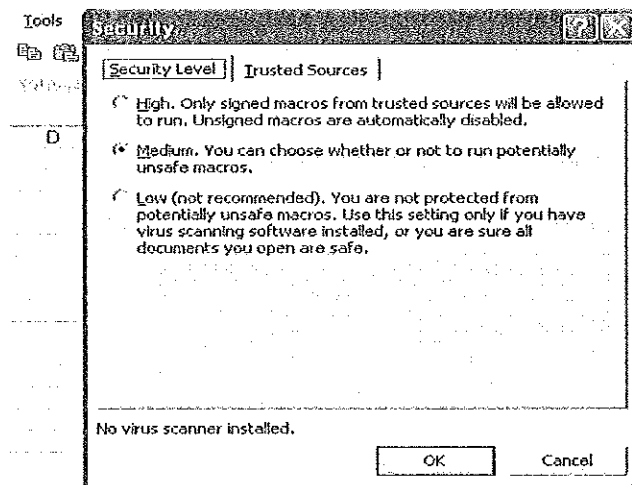 Tools
Security
Security Level
Trusted Sources
D
High. Only signed macros from trusted sources will be allowed
to run. Unsigned macros are automatically disabled.
Medium. You can choose whether or not to run potentially
unsafe macros.
Low (not recommended). You are not protected from
potentially unsafe macros. Use this setting only if you have
virus scanning software installed, or you are sure all
documents you open are safe.
No virus scanner installed.
OK
Cancel